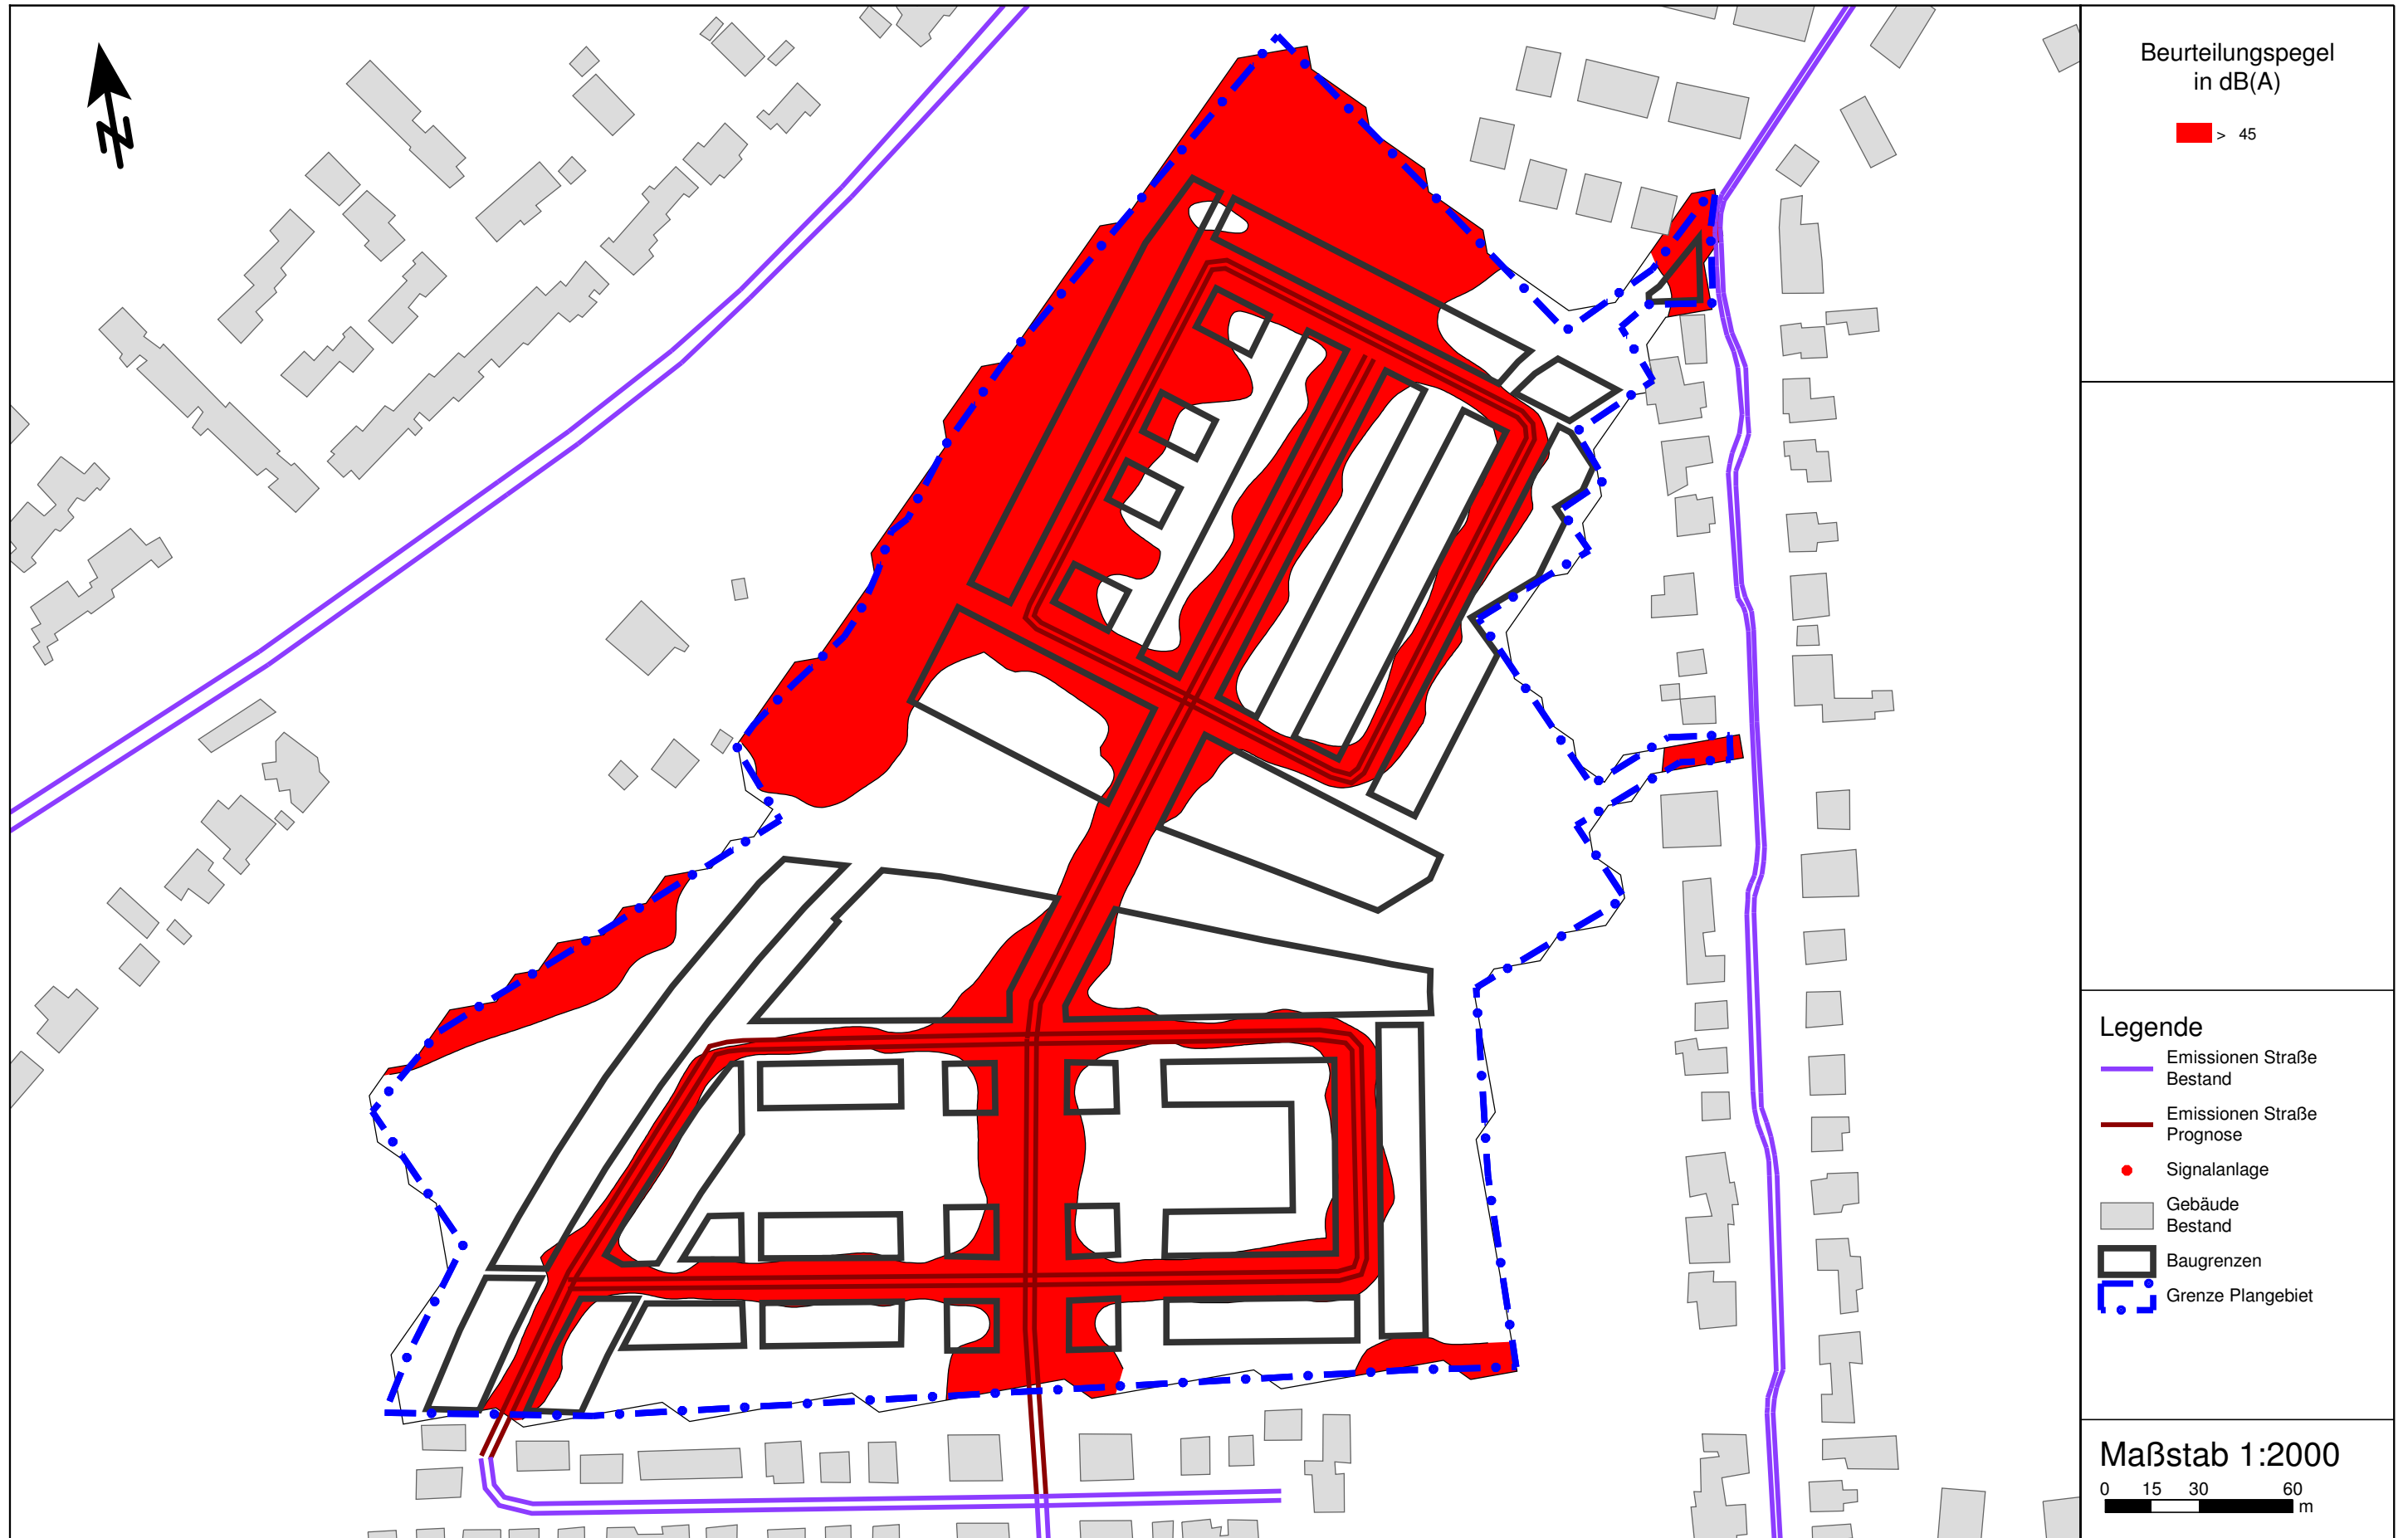 Beurteilungspegel
in dB(A)
> 45
Legende
Emissionen Straße
Bestand
Emissionen Straße
Prognose
Signalanlage
Gebäude
Bestand
Baugrenzen
Grenze Plangebiet
Maßstab 1:2000
0 15 30 60
m